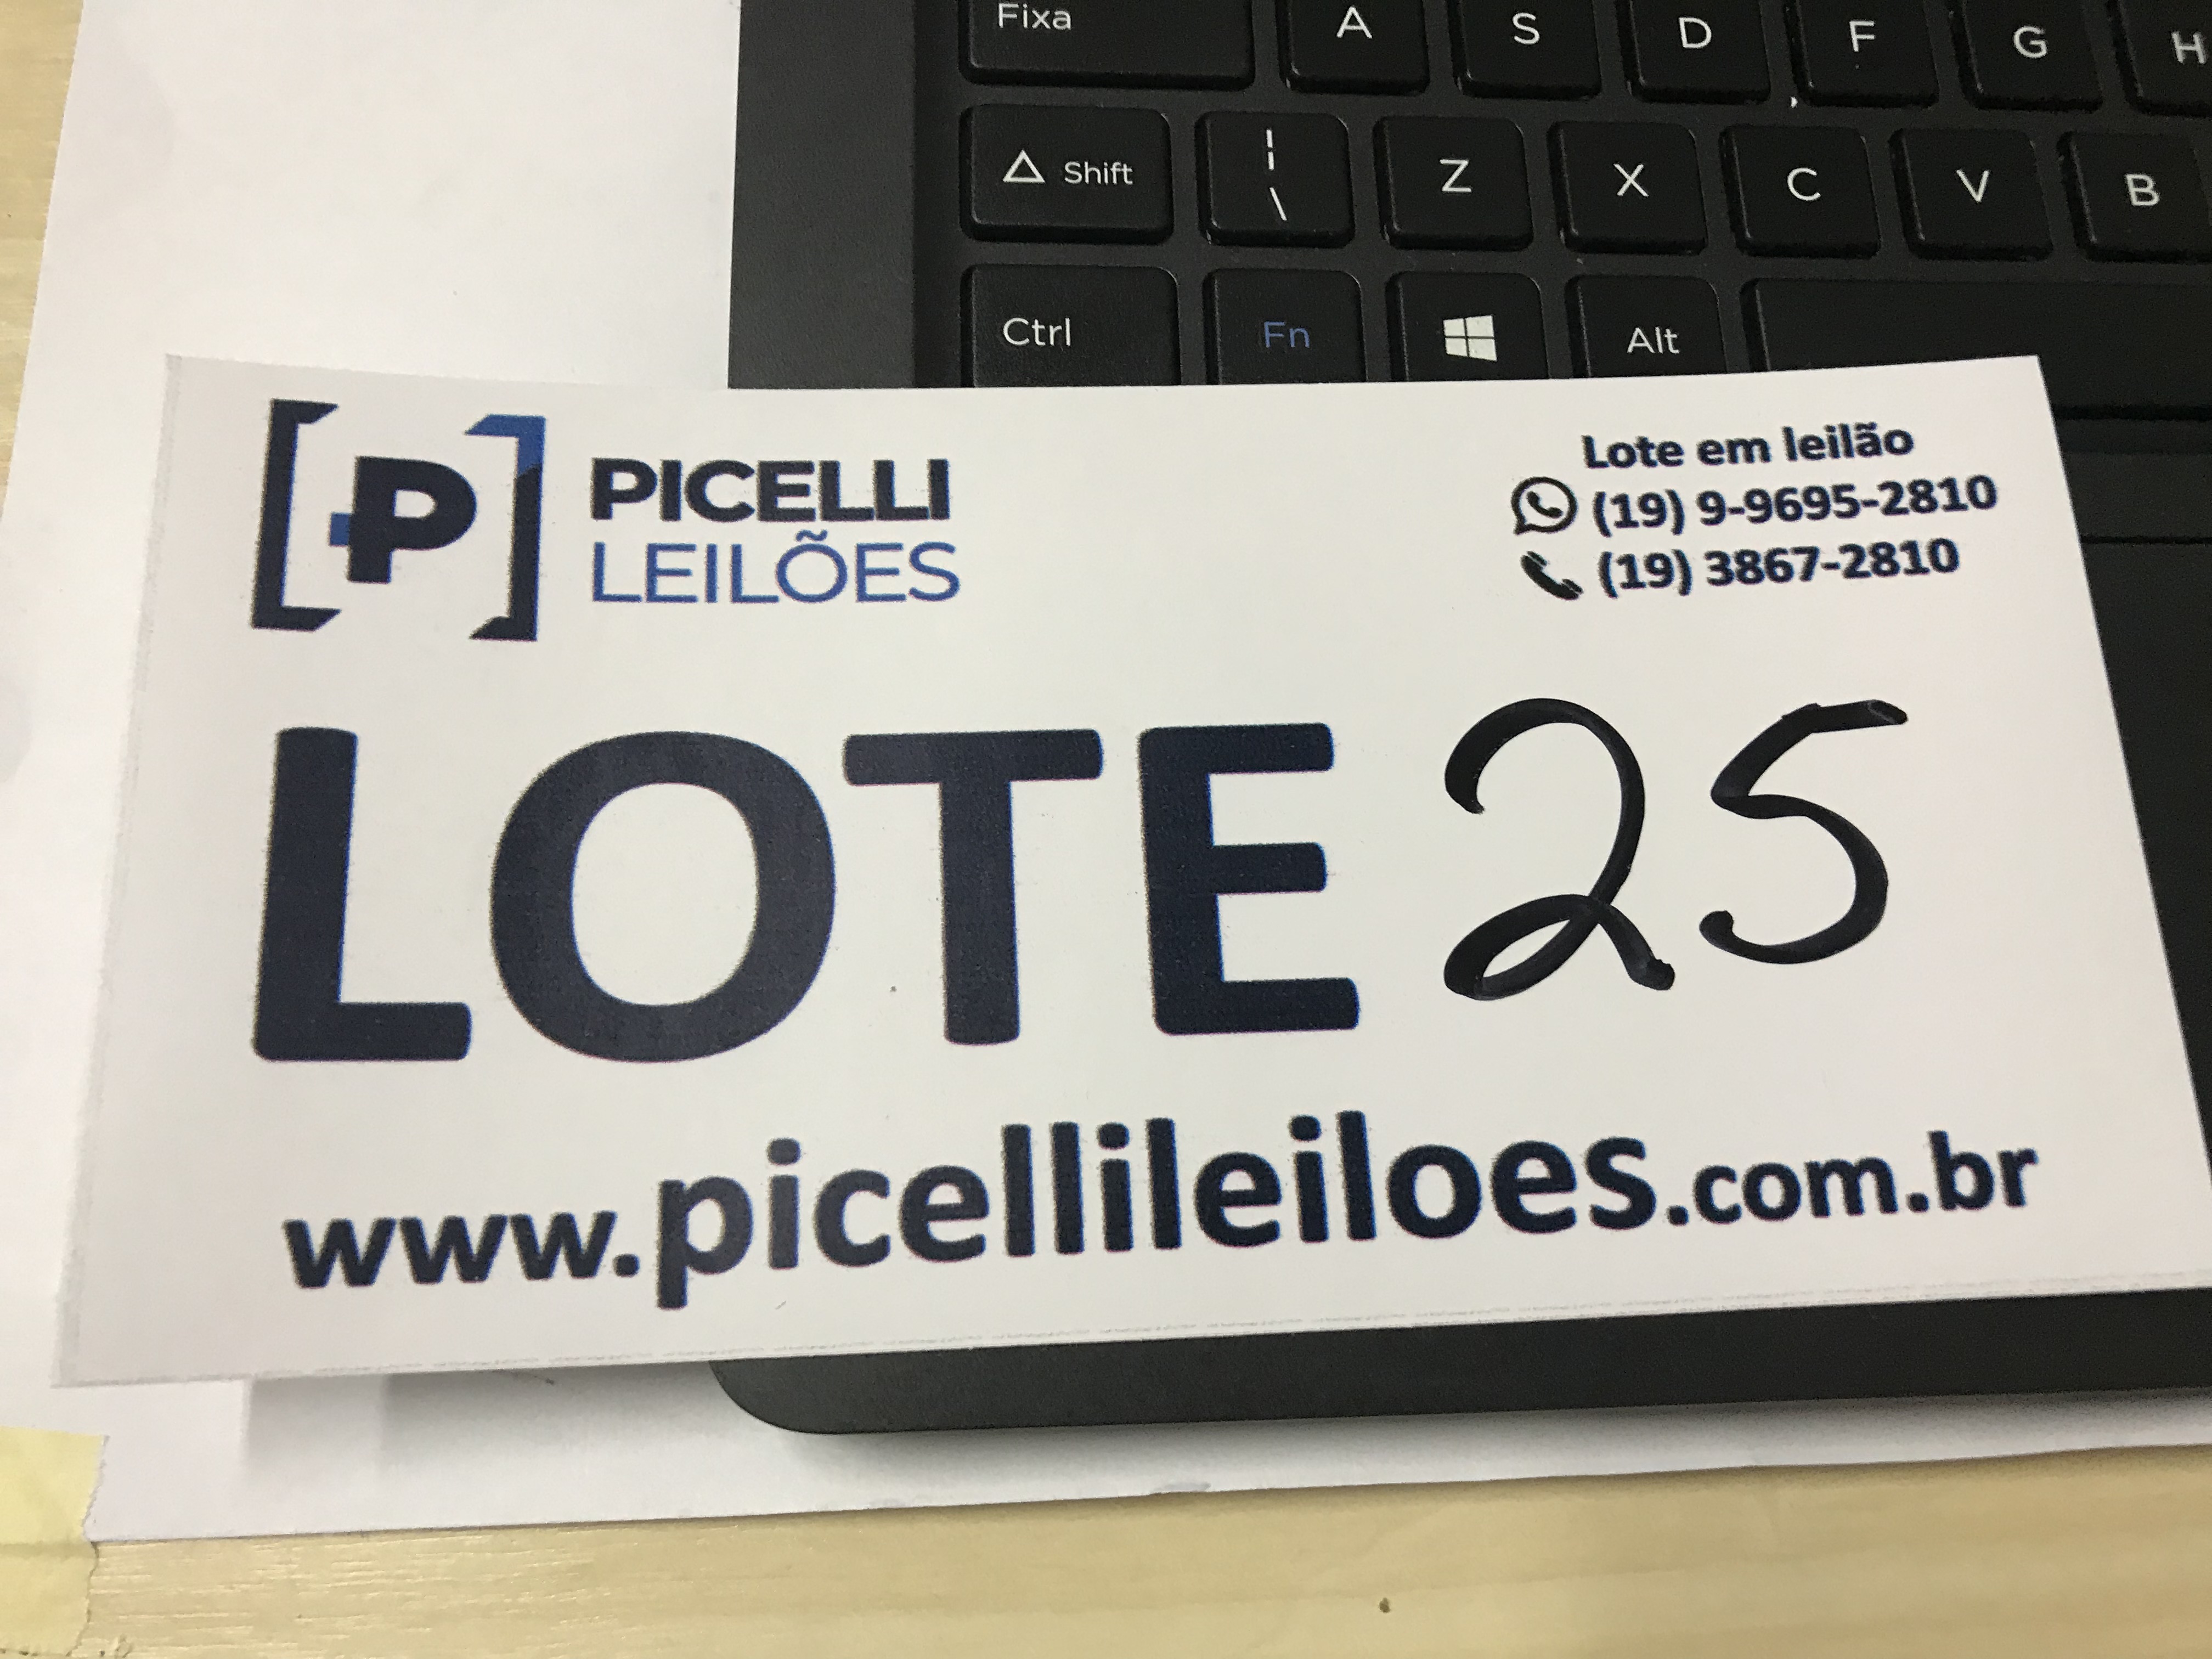 Fixa A S D F G H
Shift ¦ \ Z X C V B
Ctrl Fn Alt
P PICELLI
LEILÕES
Lote em leilão
(19) 9-9695-2810
(19) 3867-2810
LOTE 25
www.picellileiloes.com.br